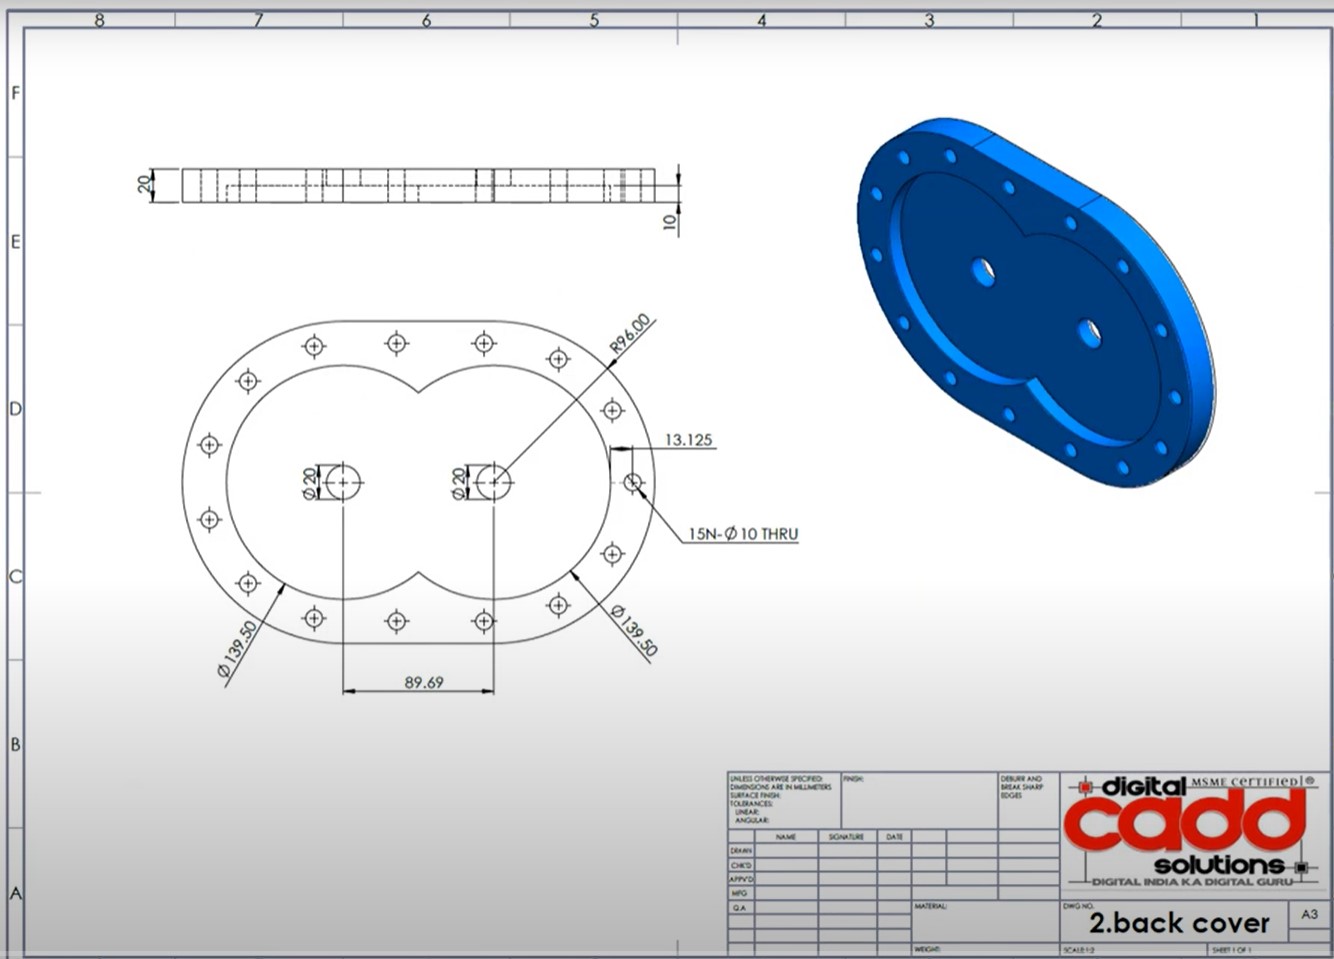 8 7 6 5 4 3 2 1
F
E
D
C
B
A
20
10
R96.00
13.125
Ø20
Ø20
15N-Ø10 THRU
Ø139.50
Ø139.50
89.69
UNLESS OTHERWISE SPECIFIED:
DIMENSIONS ARE IN MILLIMETERS
SURFACE FINISH:
TOLERANCES:
LINEAR:
ANGULAR:
FINISH:
DEBURR AND
BREAK SHARP
EDGES
NAME SIGNATURE DATE
DRAWN
CHK'D
APPV'D
MFG
Q.A
MATERIAL:
WEIGHT:
digital MSME CERTIFIED ®
cadd
solutions
DIGITAL INDIA KA DIGITAL GURU
DWG NO.
2.back cover
A3
SCALE:1:2
SHEET 1 OF 1